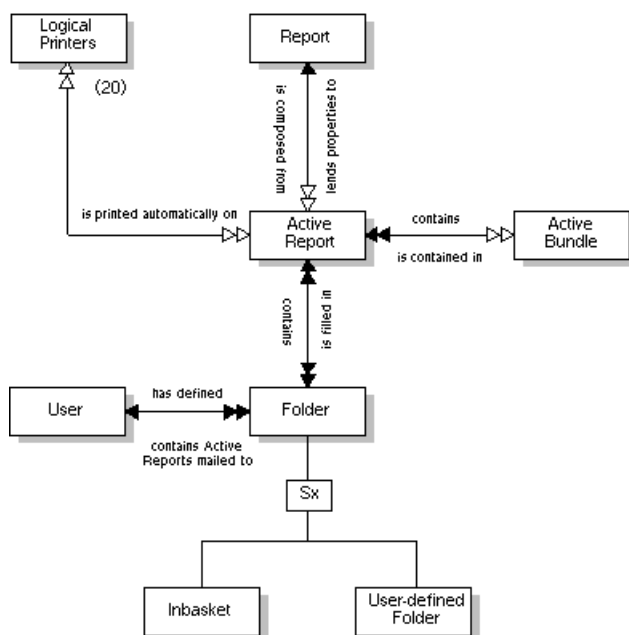 Logical
Printers
Report
(20)
is composed from
lends properties to
is printed automatically on
Active
Report
contains
is contained in
Active
Bundle
contains
is filled in
has defined
User
Folder
contains Active
Reports mailed to
Sx
Inbasket
User-defined
Folder